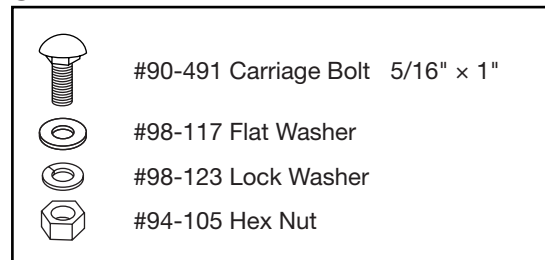 #90-491 Carriage Bolt 5/16" × 1"
#98-117 Flat Washer
#98-123 Lock Washer
#94-105 Hex Nut